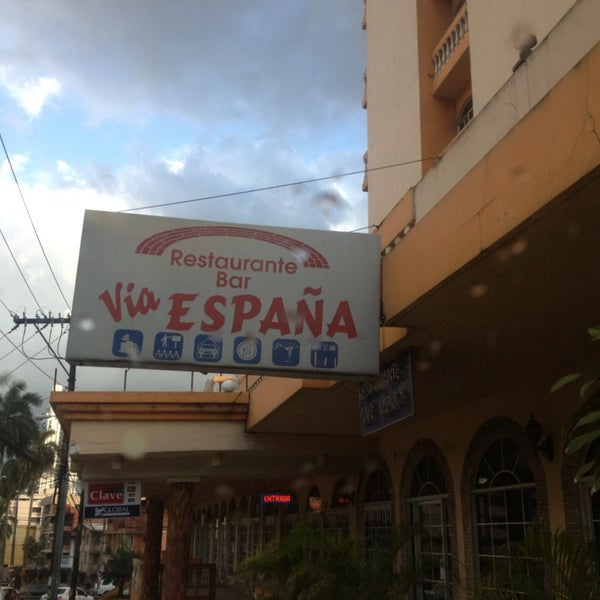 Restaurante
Bar
Via ESPAÑA
Clave
GLOBAL
ENTRADA